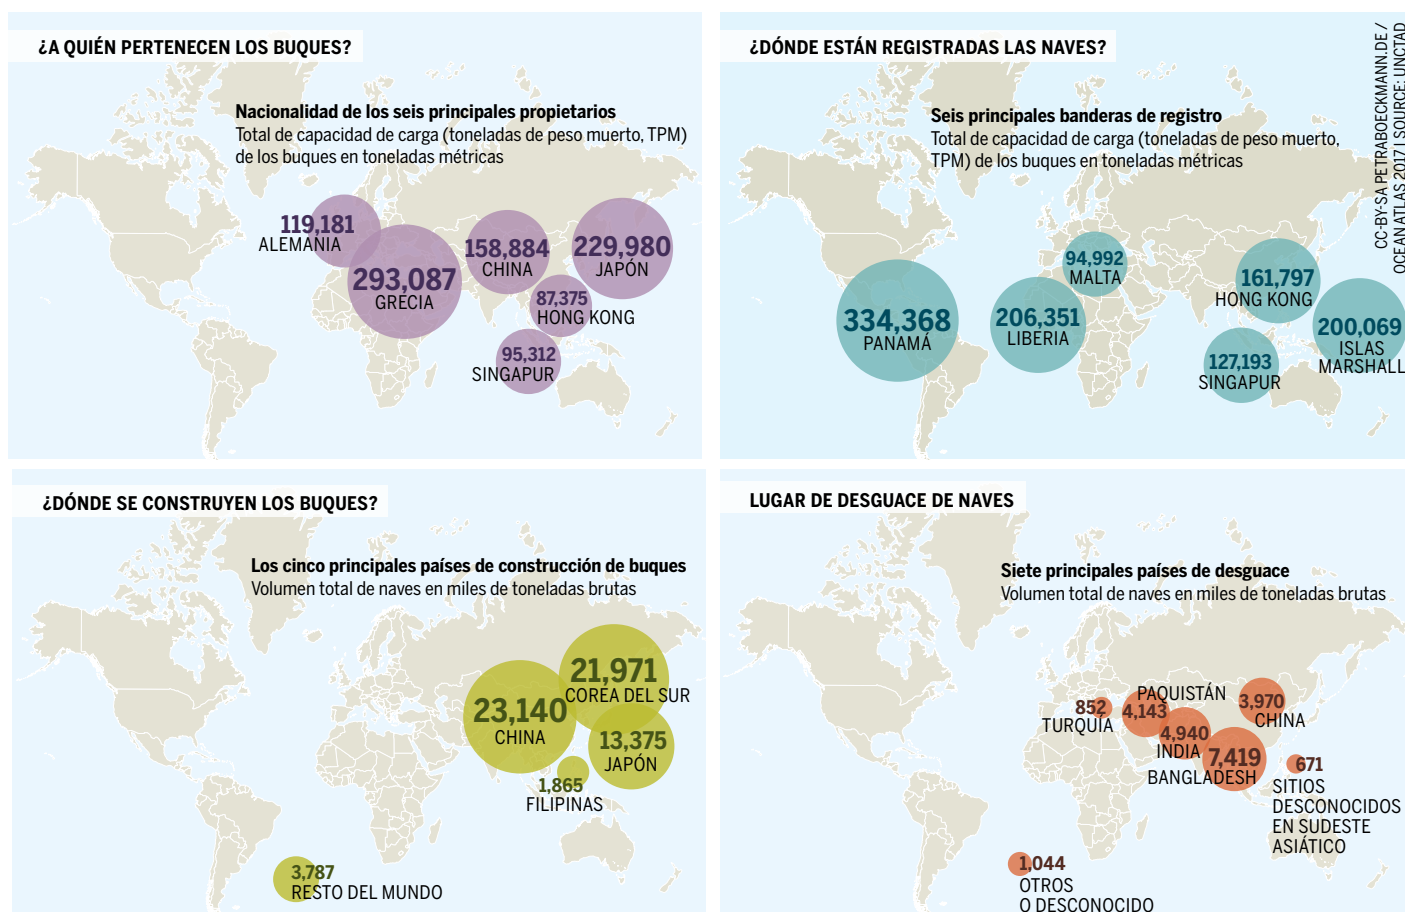 ¿A QUIÉN PERTENECEN LOS BUQUES?
Nacionalidad de los seis principales propietarios
Total de capacidad de carga (toneladas de peso muerto, TPM)
de los buques en toneladas métricas
119,181
ALEMANIA
293,087
GRECIA
158,884
CHINA
229,980
JAPÓN
87,375
HONG KONG
95,312
SINGAPUR
¿DÓNDE ESTÁN REGISTRADAS LAS NAVES?
Seis principales banderas de registro
Total de capacidad de carga (toneladas de peso muerto,
TPM) de los buques en toneladas métricas
334,368
PANAMÁ
206,351
LIBERIA
94,992
MALTA
161,797
HONG KONG
127,193
SINGAPUR
200,069
ISLAS
MARSHALL
CC-BY-SA PETRABOECKMANN.DE /
OCEAN ATLAS 2017 | SOURCE: UNCTAD
¿DÓNDE SE CONSTRUYEN LOS BUQUES?
Los cinco principales países de construcción de buques
Volumen total de naves en miles de toneladas brutas
23,140
CHINA
21,971
COREA DEL SUR
13,375
JAPÓN
1,865
FILIPINAS
3,787
RESTO DEL MUNDO
LUGAR DE DESGUACE DE NAVES
Siete principales países de desguace
Volumen total de naves en miles de toneladas brutas
852
TURQUÍA
PAQUISTÁN
4,143
4,940
INDIA
7,419
BANGLADESH
3,970
CHINA
671
SITIOS
DESCONOCIDOS
EN SUDESTE
ASIÁTICO
1,044
OTROS
O DESCONOCIDO